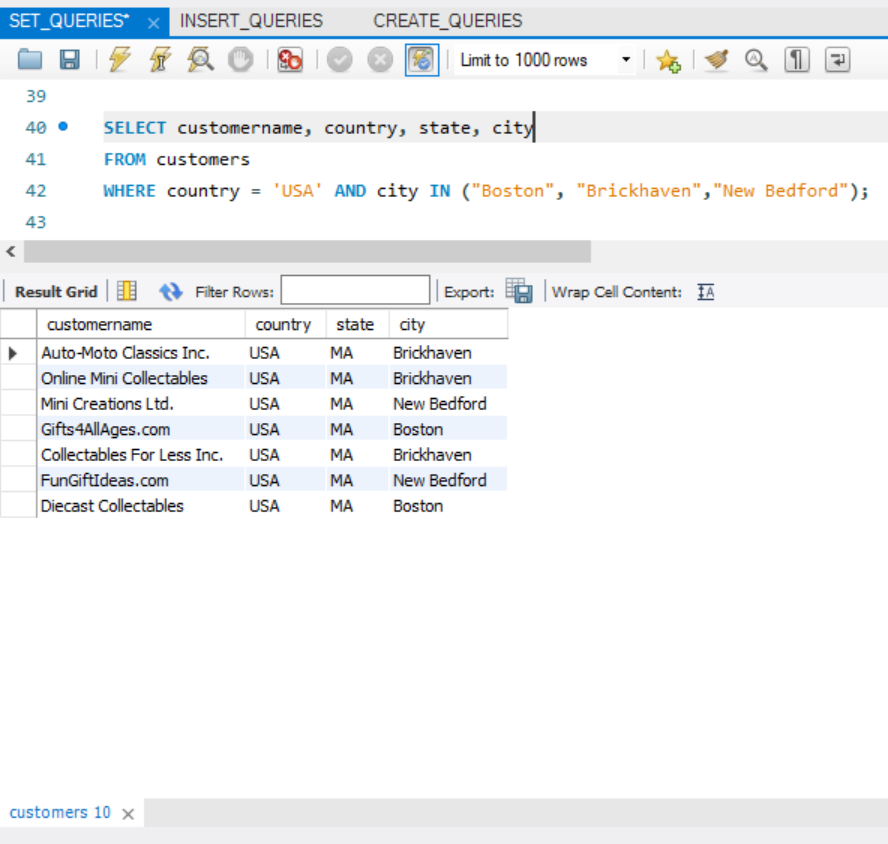 SET_QUERIES* × INSERT_QUERIES CREATE_QUERIES
Limit to 1000 rows
39
40 SELECT customername, country, state, city
41 FROM customers
42 WHERE country = 'USA' AND city IN ("Boston", "Brickhaven","New Bedford");
43
Result Grid Filter Rows: Export: Wrap Cell Content:
customername country state city
Auto-Moto Classics Inc. USA MA Brickhaven
Online Mini Collectables USA MA Brickhaven
Mini Creations Ltd. USA MA New Bedford
Gifts4AllAges.com USA MA Boston
Collectables For Less Inc. USA MA Brickhaven
FunGiftIdeas.com USA MA New Bedford
Diecast Collectables USA MA Boston
customers 10 ×